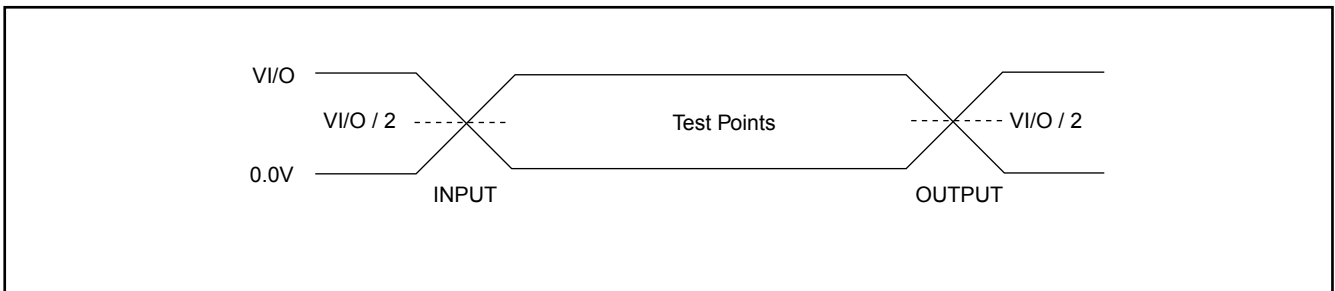 VI/O
VI/O / 2
Test Points
VI/O / 2
0.0V
INPUT
OUTPUT